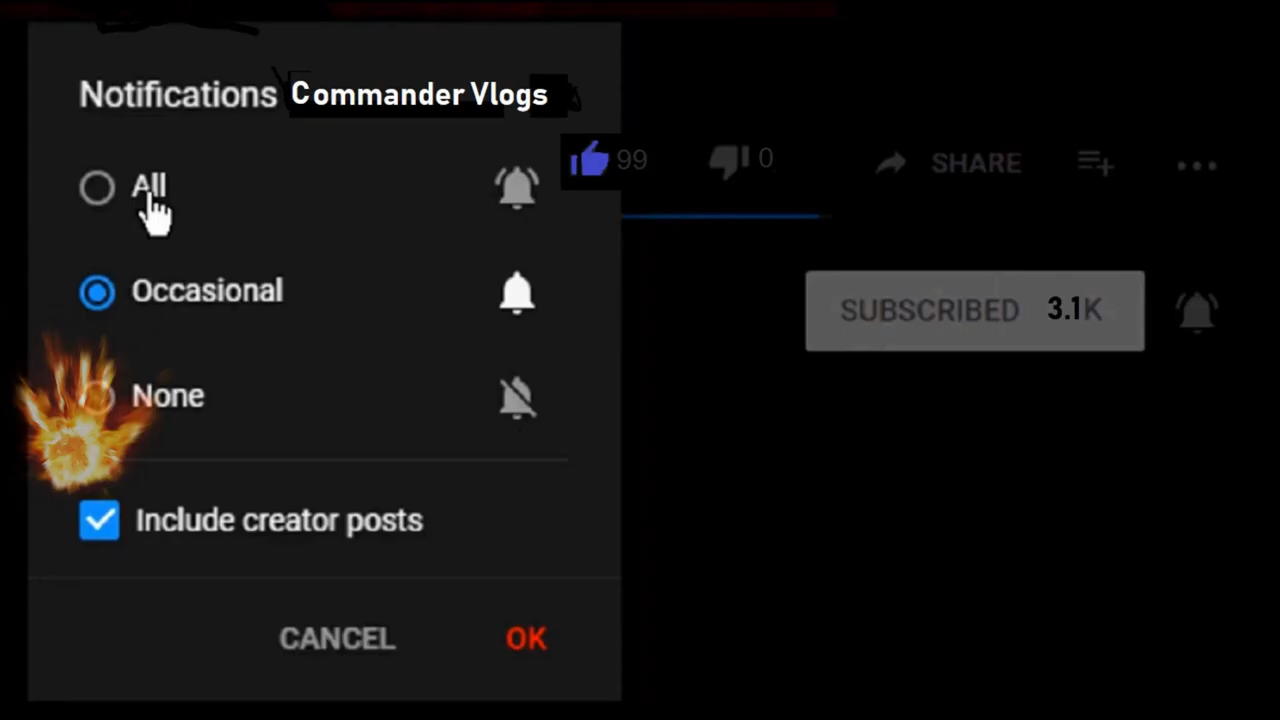 Notifications Commander Vlogs
All
Occasional
None
Include creator posts
CANCEL OK
99 0 SHARE
SUBSCRIBED 3.1K